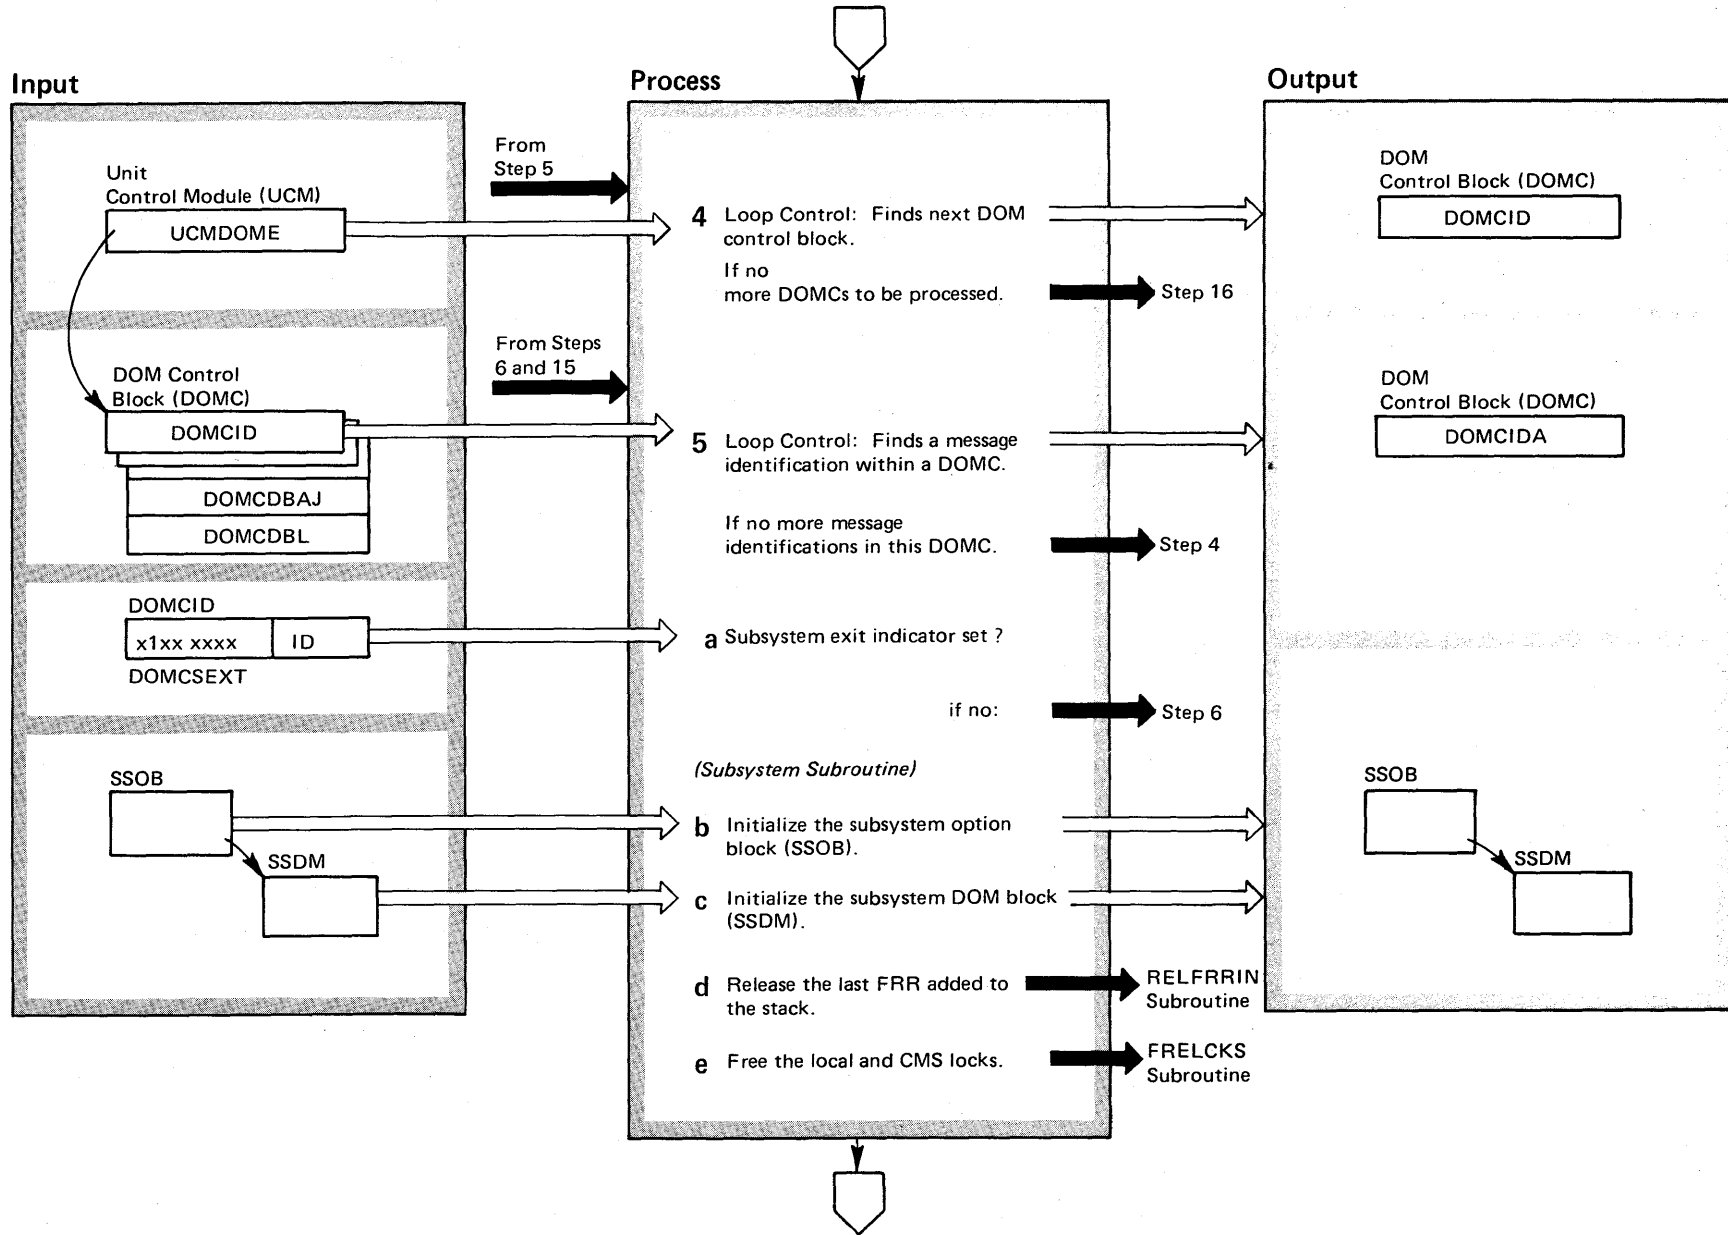 Input
Process
Output
Unit
Control Module (UCM)
UCMDOME
DOM Control
Block (DOMC)
DOMCID
DOMCDBAJ
DOMCDBL
DOMCID
x1xx xxxx
ID
DOMCSEXT
SSOB
SSDM
From
Step 5
4 Loop Control: Finds next DOM
control block.
If no
more DOMCs to be processed.
Step 16
From Steps
6 and 15
5 Loop Control: Finds a message
identification within a DOMC.
If no more message
identifications in this DOMC.
Step 4
a Subsystem exit indicator set ?
if no:
Step 6
(Subsystem Subroutine)
b Initialize the subsystem option
block (SSOB).
c Initialize the subsystem DOM block
(SSDM).
d Release the last FRR added to
the stack.
RELFRRIN
Subroutine
e Free the local and CMS locks.
FRELCKS
Subroutine
DOM
Control Block (DOMC)
DOMCID
DOM
Control Block (DOMC)
DOMCIDA
SSOB
SSDM